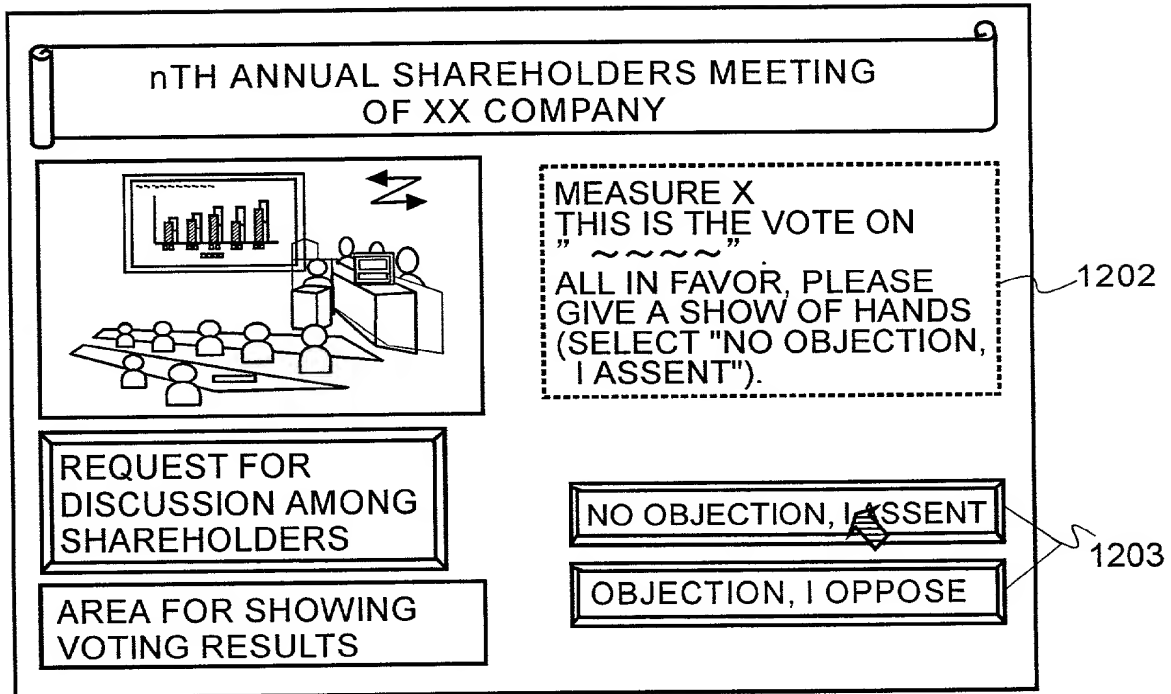 nTH ANNUAL SHAREHOLDERS MEETING
OF XX COMPANY
MEASURE X
THIS IS THE VOTE ON
" ~~~~".
ALL IN FAVOR, PLEASE
GIVE A SHOW OF HANDS
(SELECT "NO OBJECTION,
I ASSENT").
1202
REQUEST FOR
DISCUSSION AMONG
SHAREHOLDERS
NO OBJECTION, I ASSENT
OBJECTION, I OPPOSE
1203
AREA FOR SHOWING
VOTING RESULTS